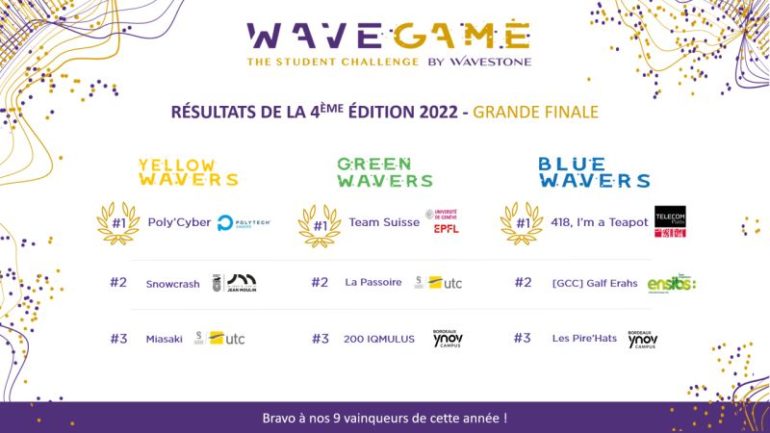 WAVEGAME
THE STUDENT CHALLENGE BY WAVESTONE
RÉSULTATS DE LA 4ÈME ÉDITION 2022 - GRANDE FINALE
YELLOW WAVERS
GREEN WAVERS
BLUE WAVERS
#1 Poly'Cyber POLYTECH
#1 Team Suisse UNIVERSITÉ DE GENÈVE EPFL
#1 418, I'm a Teapot TELECOM Paris
#2 Snowcrash JEAN MOULIN
#2 La Passoire S utc
#2 [GCC] Galf Erahs ensibs
#3 Miasaki S utc
#3 200 IQMULUS BORDEAUX ynov CAMPUS
#3 Les Pire'Hats BORDEAUX ynov CAMPUS
Bravo à nos 9 vainqueurs de cette année !